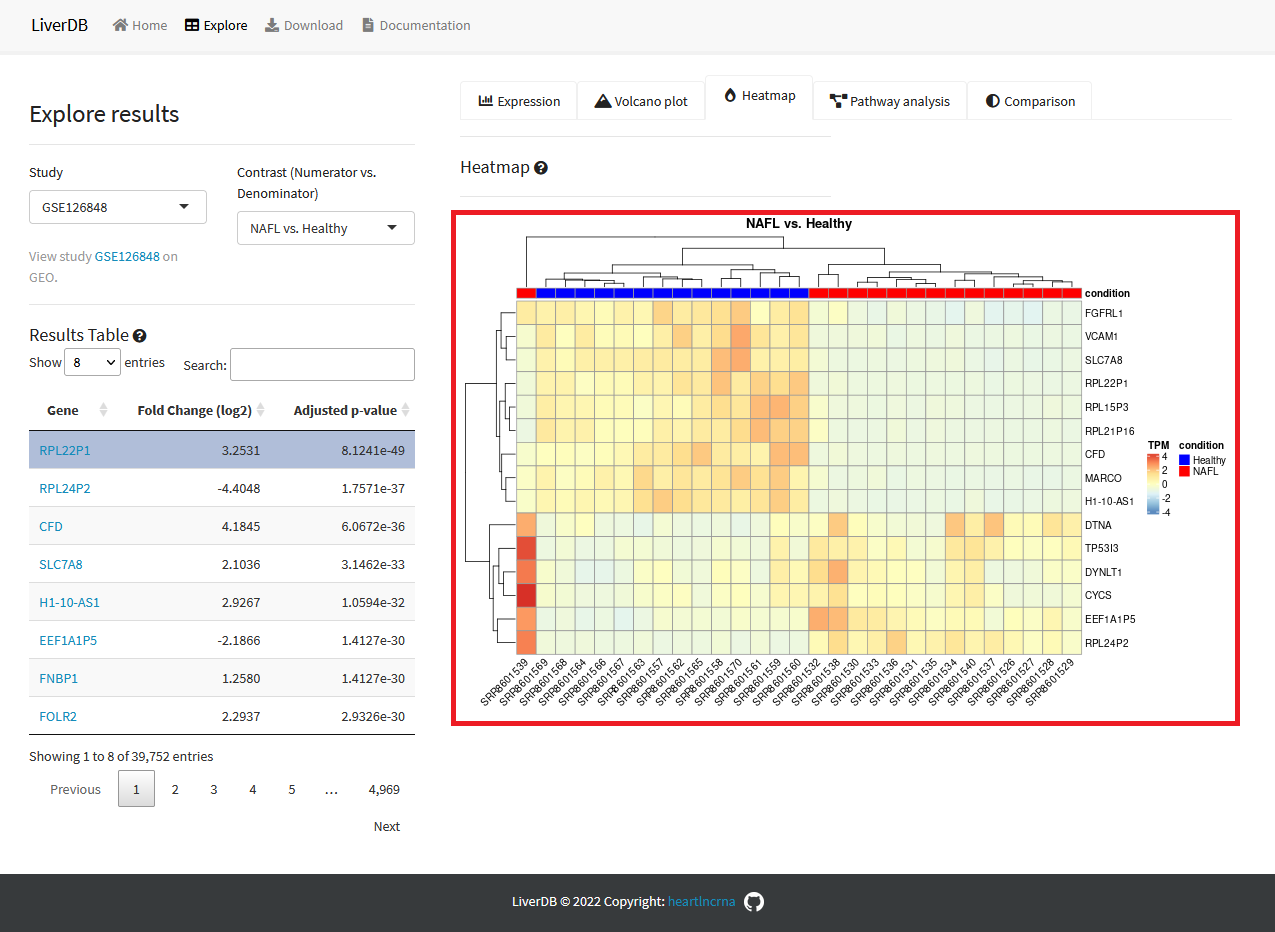 LiverDB Home Explore Download Documentation
Explore results
Study
GSE126848
View study GSE126848 on
GEO.
Contrast (Numerator vs.
Denominator)
NAFL vs. Healthy
Results Table
Show 8 entries Search:
Gene Fold Change (log2) Adjusted p-value
RPL22P1 3.2531 8.1241e-49
RPL24P2 -4.4048 1.7571e-37
CFD 4.1845 6.0672e-36
SLC7A8 2.1036 3.1462e-33
H1-10-AS1 2.9267 1.0594e-32
EEF1A1P5 -2.1866 1.4127e-30
FNBP1 1.2580 1.4127e-30
FOLR2 2.2937 2.9326e-30
Showing 1 to 8 of 39,752 entries
Previous 1 2 3 4 5 … 4,969
Next
Expression Volcano plot Heatmap Pathway analysis Comparison
Heatmap
NAFL vs. Healthy
condition
FGFRL1
VCAM1
SLC7A8
RPL22P1
RPL15P3
RPL21P16
CFD
MARCO
H1-10-AS1
DTNA
TP53I3
DYNLT1
CYCS
EEF1A1P5
RPL24P2
SRR8601539 SRR8601569 SRR8601568 SRR8601564 SRR8601566 SRR8601567 SRR8601563 SRR8601557 SRR8601562 SRR8601565 SRR8601558 SRR8601570 SRR8601561 SRR8601559 SRR8601560 SRR8601532 SRR8601538 SRR8601530 SRR8601533 SRR8601536 SRR8601531 SRR8601535 SRR8601534 SRR8601540 SRR8601537 SRR8601526 SRR8601527 SRR8601528 SRR8601529
TPM
4
2
0
-2
-4
condition
Healthy
NAFL
LiverDB © 2022 Copyright: heartlncrna